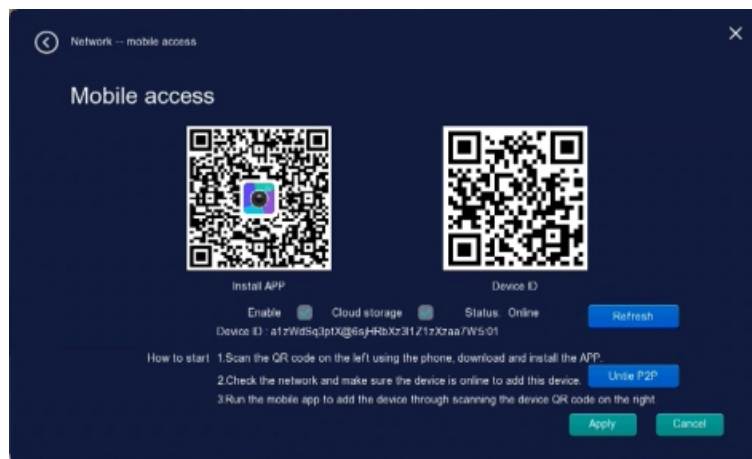 Network -- mobile access
Mobile access
Install APP
Device ID
Enable Cloud storage Status: Online
Refresh
Device ID : a1zWdSq3ptX@6sjHRbXz3I1Z1zXzaa7W5:01
How to start 1.Scan the QR code on the left using the phone, download and install the APP.
2.Check the network and make sure the device is online to add this device.
Untie P2P
3.Run the mobile app to add the device through scanning the device QR code on the right.
Apply Cancel